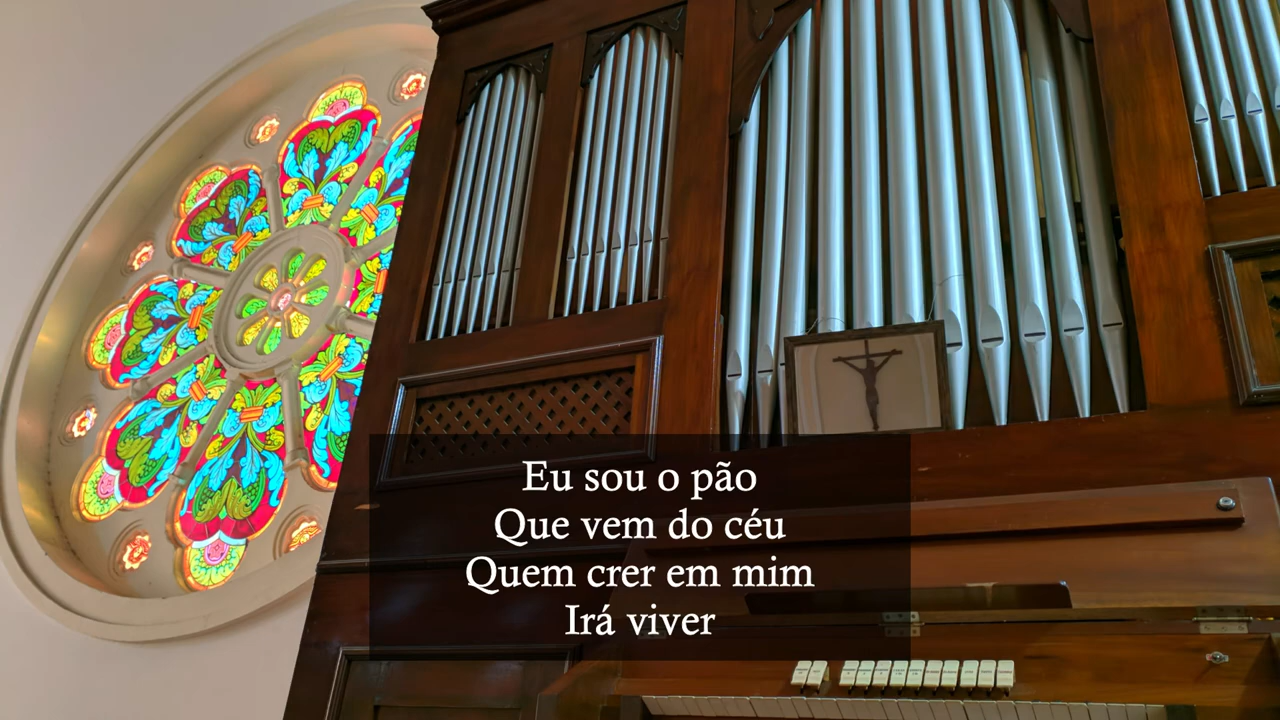 Eu sou o pão
Que vem do céu
Quem crer em mim
Irá viver